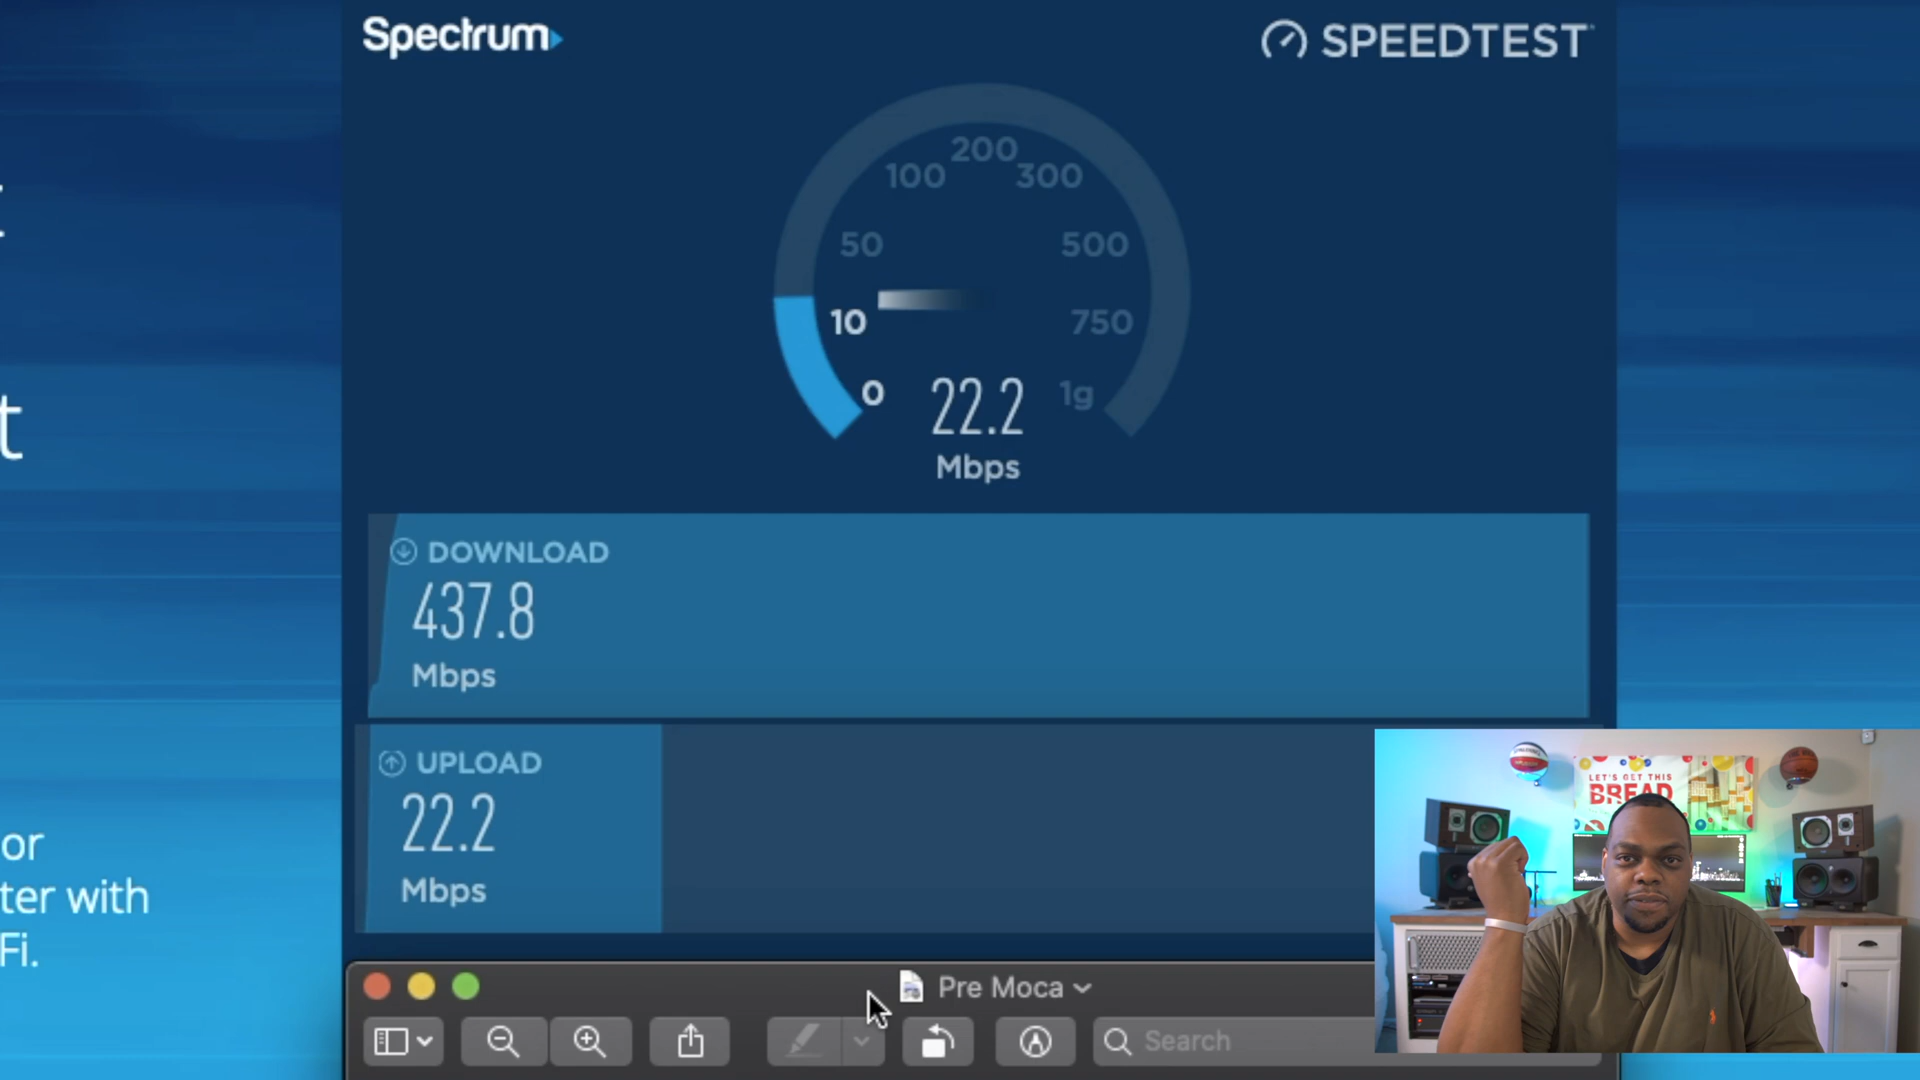 Spectrum
SPEEDTEST
200
100
300
50
500
10
750
0
22.2
1g
Mbps
DOWNLOAD
437.8
Mbps
UPLOAD
22.2
Mbps
t
or
ter with
Fi.
LET'S GET THIS
BREAD
Pre Moca
Search